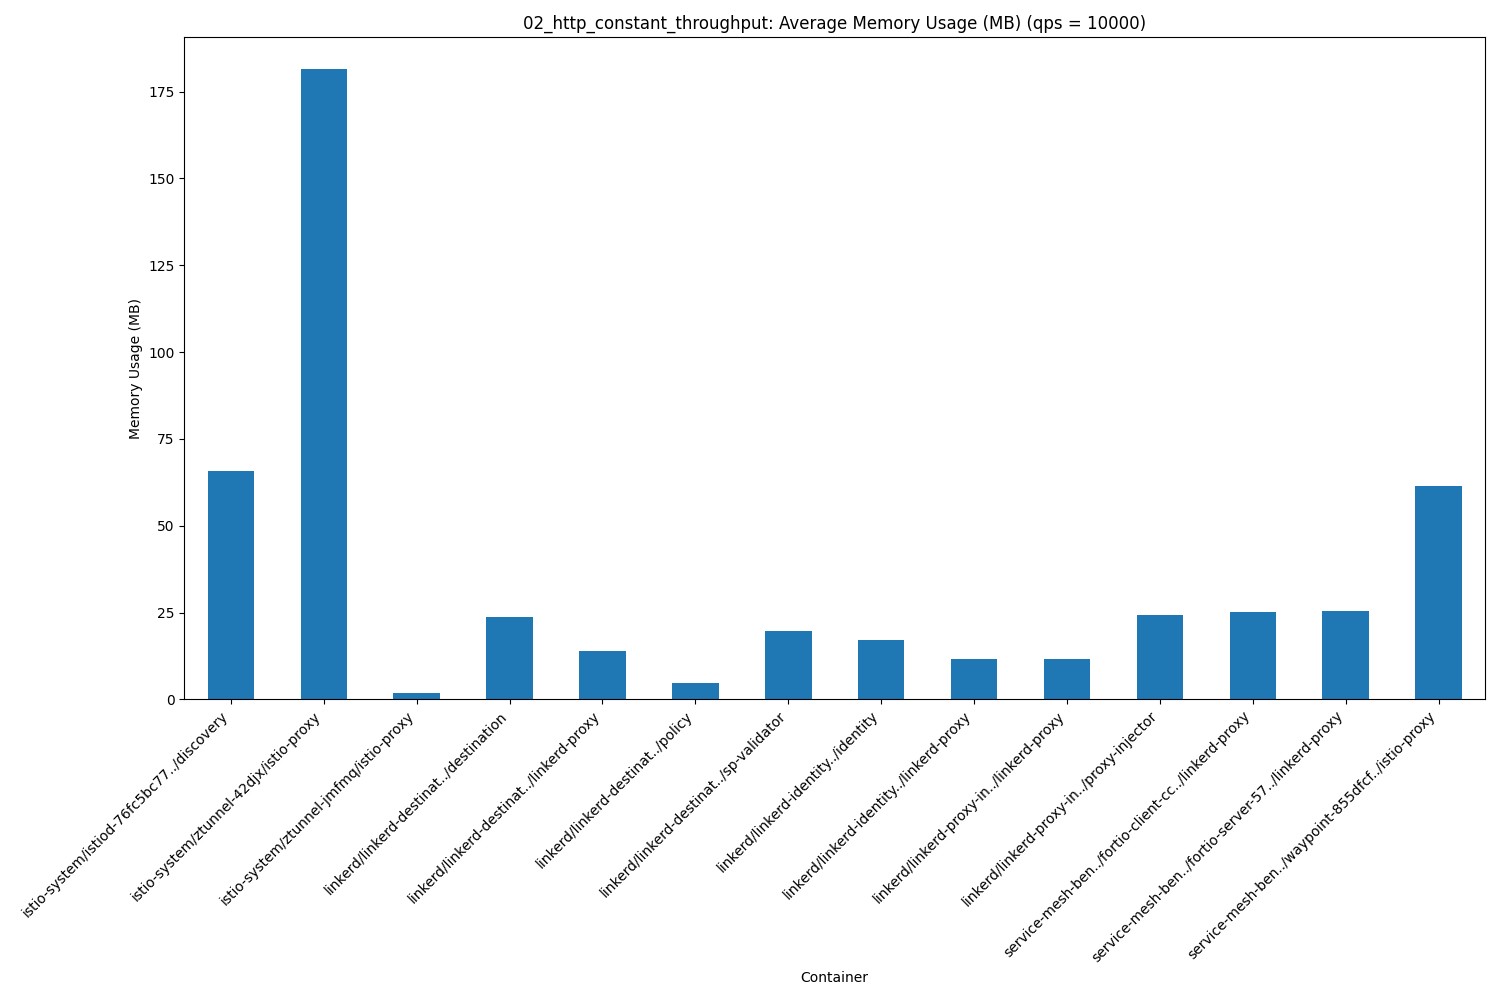 02_http_constant_throughput: Average Memory Usage (MB) (qps = 10000)
Memory Usage (MB)
175
150
125
100
75
50
25
0
istio-system/istiod-76fc5bc77../discovery
istio-system/ztunnel-42djx/istio-proxy
istio-system/ztunnel-jmfmq/istio-proxy
linkerd/linkerd-destinat../destination
linkerd/linkerd-destinat../linkerd-proxy
linkerd/linkerd-destinat../policy
linkerd/linkerd-destinat../sp-validator
linkerd/linkerd-identity../identity
linkerd/linkerd-identity../linkerd-proxy
linkerd/linkerd-proxy-in../linkerd-proxy
linkerd/linkerd-proxy-in../proxy-injector
service-mesh-ben../fortio-client-cc../linkerd-proxy
service-mesh-ben../fortio-server-57../linkerd-proxy
service-mesh-ben../waypoint-855dfcf../istio-proxy
Container